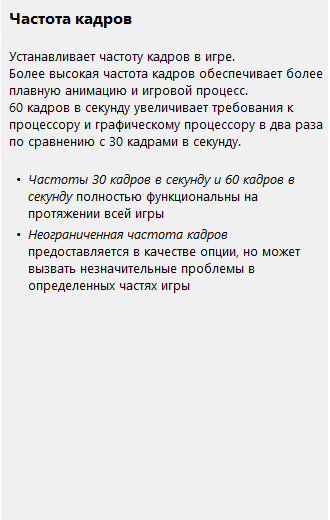 Частота кадров
Устанавливает частоту кадров в игре.
Более высокая частота кадров обеспечивает более
плавную анимацию и игровой процесс.
60 кадров в секунду увеличивает требования к
процессору и графическому процессору в два раза
по сравнению с 30 кадрами в секунду.
• Частоты 30 кадров в секунду и 60 кадров в
секунду полностью функциональны на
протяжении всей игры
• Неограниченная частота кадров
предоставляется в качестве опции, но может
вызвать незначительные проблемы в
определенных частях игры